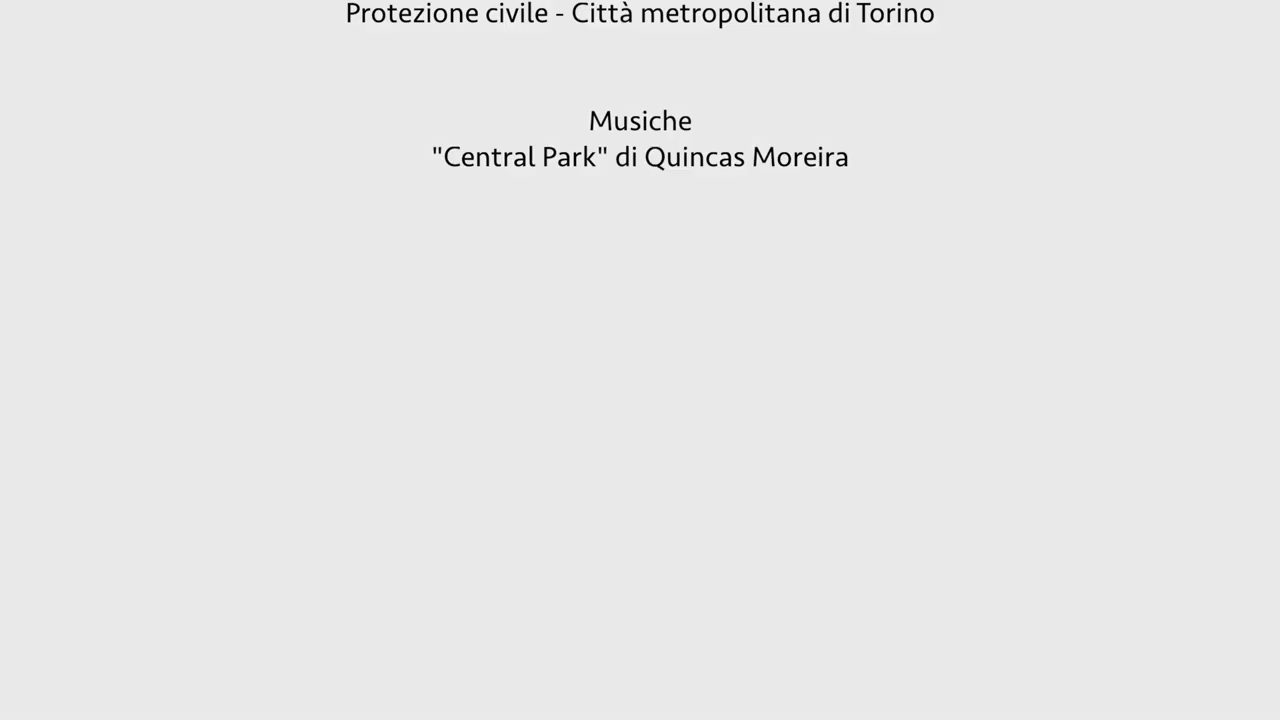 Protezione civile - Città metropolitana di Torino
Musiche
"Central Park" di Quincas Moreira